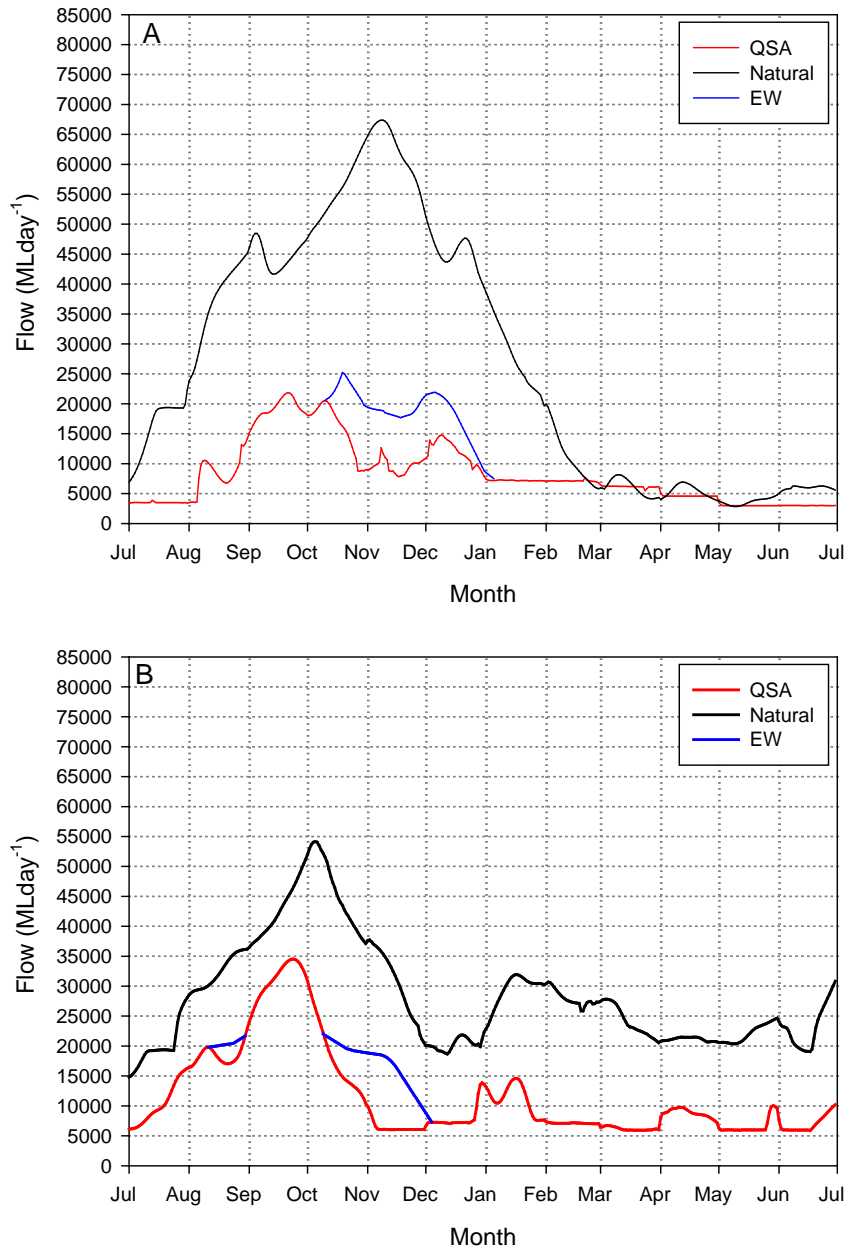 A
QSA
Natural
EW
85000
80000
75000
70000
65000
60000
55000
50000
45000
40000
35000
30000
25000
20000
15000
10000
5000
0
Flow (MLday⁻¹)
Jul Aug Sep Oct Nov Dec Jan Feb Mar Apr May Jun Jul
Month
B
QSA
Natural
EW
85000
80000
75000
70000
65000
60000
55000
50000
45000
40000
35000
30000
25000
20000
15000
10000
5000
0
Flow (MLday⁻¹)
Jul Aug Sep Oct Nov Dec Jan Feb Mar Apr May Jun Jul
Month